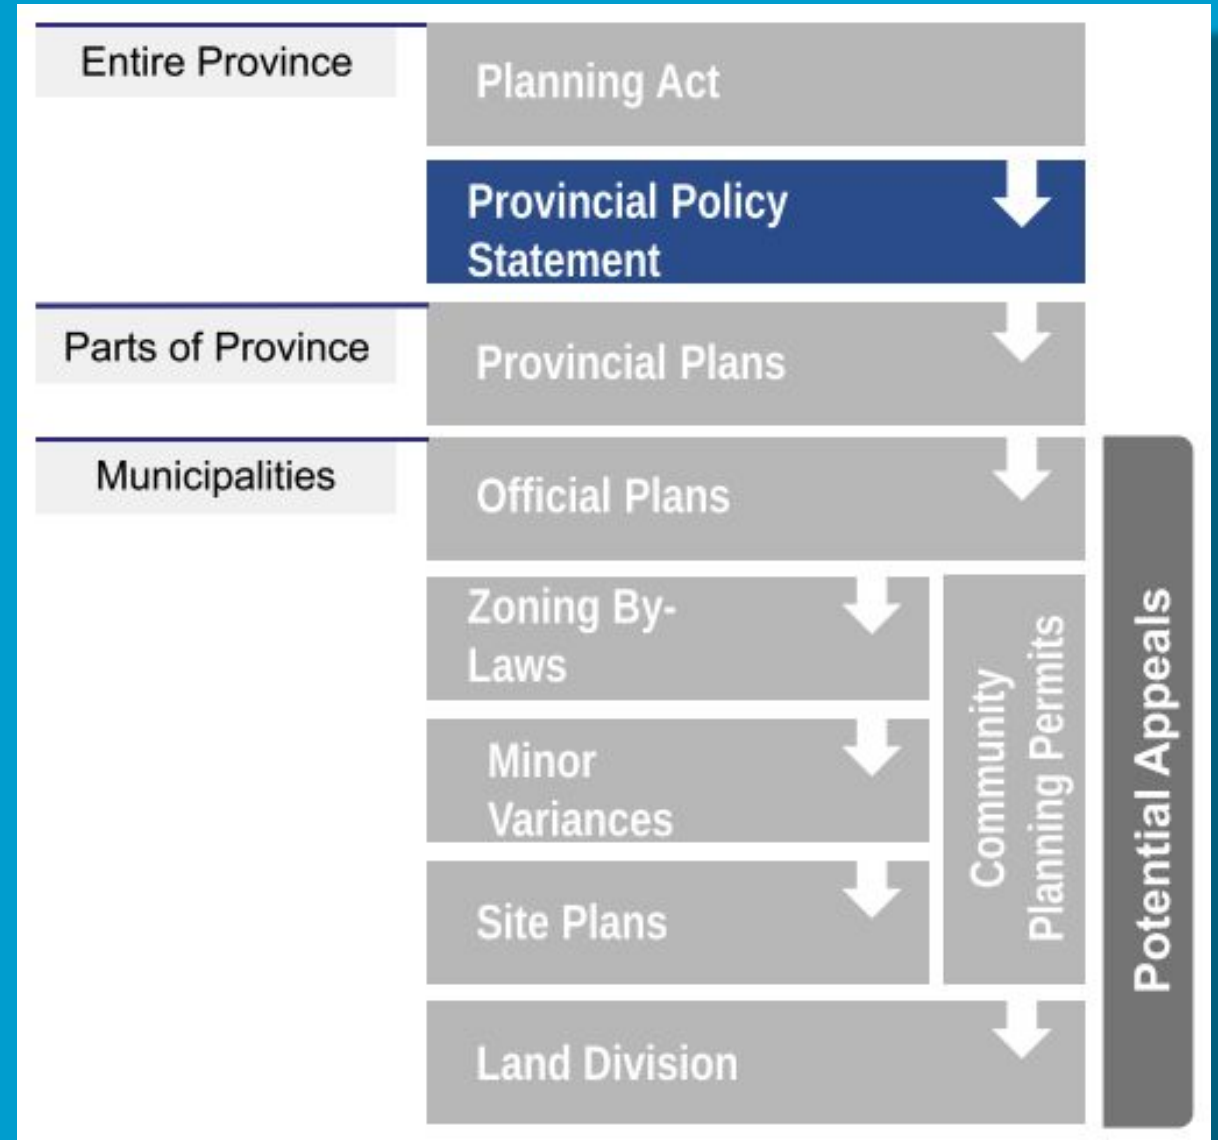 Entire Province
Planning Act
Provincial Policy
Statement
Parts of Province
Provincial Plans
Municipalities
Official Plans
Zoning By-
Laws
Minor
Variances
Site Plans
Community
Planning Permits
Land Division
Potential Appeals